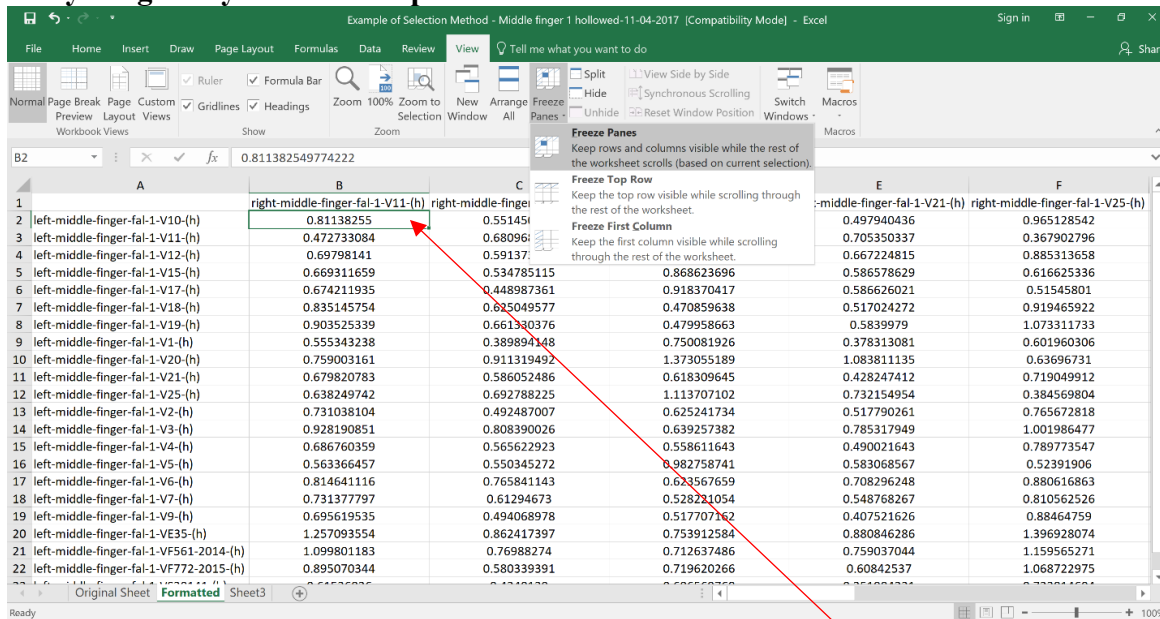 Example of Selection Method - Middle finger 1 hollowed-11-04-2017 [Compatibility Mode] - Excel
Sign in
File Home Insert Draw Page Layout Formulas Data Review View Tell me what you want to do Shar
Normal Page Break Preview Page Layout Custom Views
Workbook Views
Ruler Formula Bar
Gridlines Headings
Show
Zoom 100% Zoom to Selection
Zoom
New Window Arrange All Freeze Panes
Split
Hide
Unhide
View Side by Side
Synchronous Scrolling
Reset Window Position
Switch Windows
Macros
Macros
Freeze Panes
Keep rows and columns visible while the rest of
the worksheet scrolls (based on current selection).
Freeze Top Row
Keep the top row visible while scrolling through
the rest of the worksheet.
Freeze First Column
Keep the first column visible while scrolling
through the rest of the worksheet.
B2 fx 0.811382549774222
A B C E F
1 right-middle-finger-fal-1-V11-(h) right-middle-finge -middle-finger-fal-1-V21-(h) right-middle-finger-fal-1-V25-(h)
2 left-middle-finger-fal-1-V10-(h) 0.81138255 0.55145 0.497940436 0.965128542
3 left-middle-finger-fal-1-V11-(h) 0.472733084 0.68096 0.705350337 0.367902796
4 left-middle-finger-fal-1-V12-(h) 0.69798141 0.59137 0.667224815 0.885313658
5 left-middle-finger-fal-1-V15-(h) 0.669311659 0.534785115 0.868623696 0.586578629 0.616625336
6 left-middle-finger-fal-1-V17-(h) 0.674211935 0.448987361 0.918370417 0.586626021 0.51545801
7 left-middle-finger-fal-1-V18-(h) 0.835145754 0.625049577 0.470859638 0.517024272 0.919465922
8 left-middle-finger-fal-1-V19-(h) 0.903525339 0.661330376 0.479958663 0.5839979 1.073311733
9 left-middle-finger-fal-1-V1-(h) 0.555343238 0.389894148 0.750081926 0.378313081 0.601960306
10 left-middle-finger-fal-1-V20-(h) 0.759003161 0.911319492 1.373055189 1.083811135 0.63696731
11 left-middle-finger-fal-1-V21-(h) 0.679820783 0.586052486 0.618309645 0.428247412 0.719049912
12 left-middle-finger-fal-1-V25-(h) 0.638249742 0.692788225 1.113707102 0.732154954 0.384569804
13 left-middle-finger-fal-1-V2-(h) 0.731038104 0.492487007 0.625241734 0.517790261 0.765672818
14 left-middle-finger-fal-1-V3-(h) 0.928190851 0.808390026 0.639257382 0.785317949 1.001986477
15 left-middle-finger-fal-1-V4-(h) 0.686760359 0.565622923 0.558611643 0.490021643 0.789773547
16 left-middle-finger-fal-1-V5-(h) 0.563366457 0.550345272 0.982758741 0.583068567 0.52391906
17 left-middle-finger-fal-1-V6-(h) 0.814641116 0.765841143 0.623567659 0.708296248 0.880616863
18 left-middle-finger-fal-1-V7-(h) 0.731377797 0.61294673 0.528221054 0.548768267 0.810562526
19 left-middle-finger-fal-1-V9-(h) 0.695619535 0.494068978 0.517707162 0.407521626 0.88464759
20 left-middle-finger-fal-1-VE35-(h) 1.257093554 0.862417397 0.753912584 0.880846286 1.396928074
21 left-middle-finger-fal-1-VF561-2014-(h) 1.099801183 0.76988274 0.712637486 0.759037044 1.159565271
22 left-middle-finger-fal-1-VF772-2015-(h) 0.895070344 0.580339391 0.719620266 0.60842537 1.068722975
Original Sheet Formatted Sheet3
Ready 100%